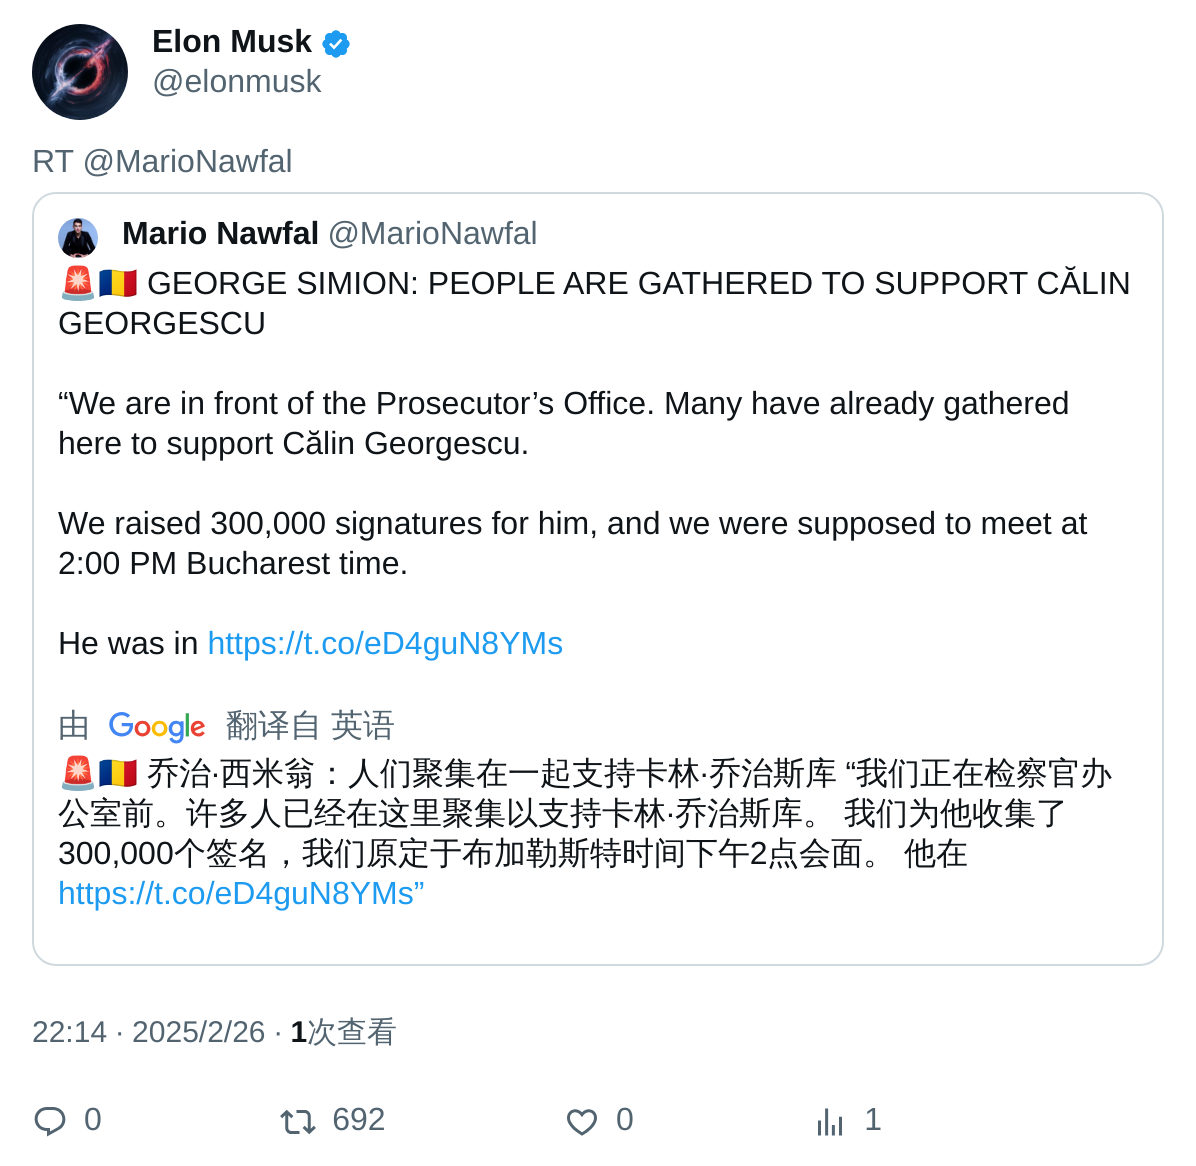 Elon Musk
@elonmusk
RT @MarioNawfal
Mario Nawfal @MarioNawfal
🚨🇷🇴 GEORGE SIMION: PEOPLE ARE GATHERED TO SUPPORT CĂLIN
GEORGESCU
“We are in front of the Prosecutor’s Office. Many have already gathered
here to support Călin Georgescu.
We raised 300,000 signatures for him, and we were supposed to meet at
2:00 PM Bucharest time.
He was in https://t.co/eD4guN8YMs
由 Google 翻译自 英语
🚨🇷🇴 乔治·西米翁：人们聚集在一起支持卡林·乔治斯库 “我们正在检察官办
公室前。许多人已经在这里聚集以支持卡林·乔治斯库。 我们为他收集了
300,000个签名，我们原定于布加勒斯特时间下午2点会面。 他在
https://t.co/eD4guN8YMs”
22:14 · 2025/2/26 · 1次查看
0 692 0 1